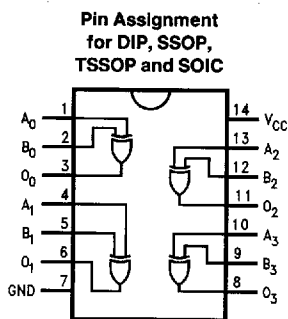 Pin Assignment
for DIP, SSOP,
TSSOP and SOIC
A0 1
B0 2
O0 3
A1 4
B1 5
O1 6
GND 7
14 VCC
13 A2
12 B2
11 O2
10 A3
9 B3
8 O3